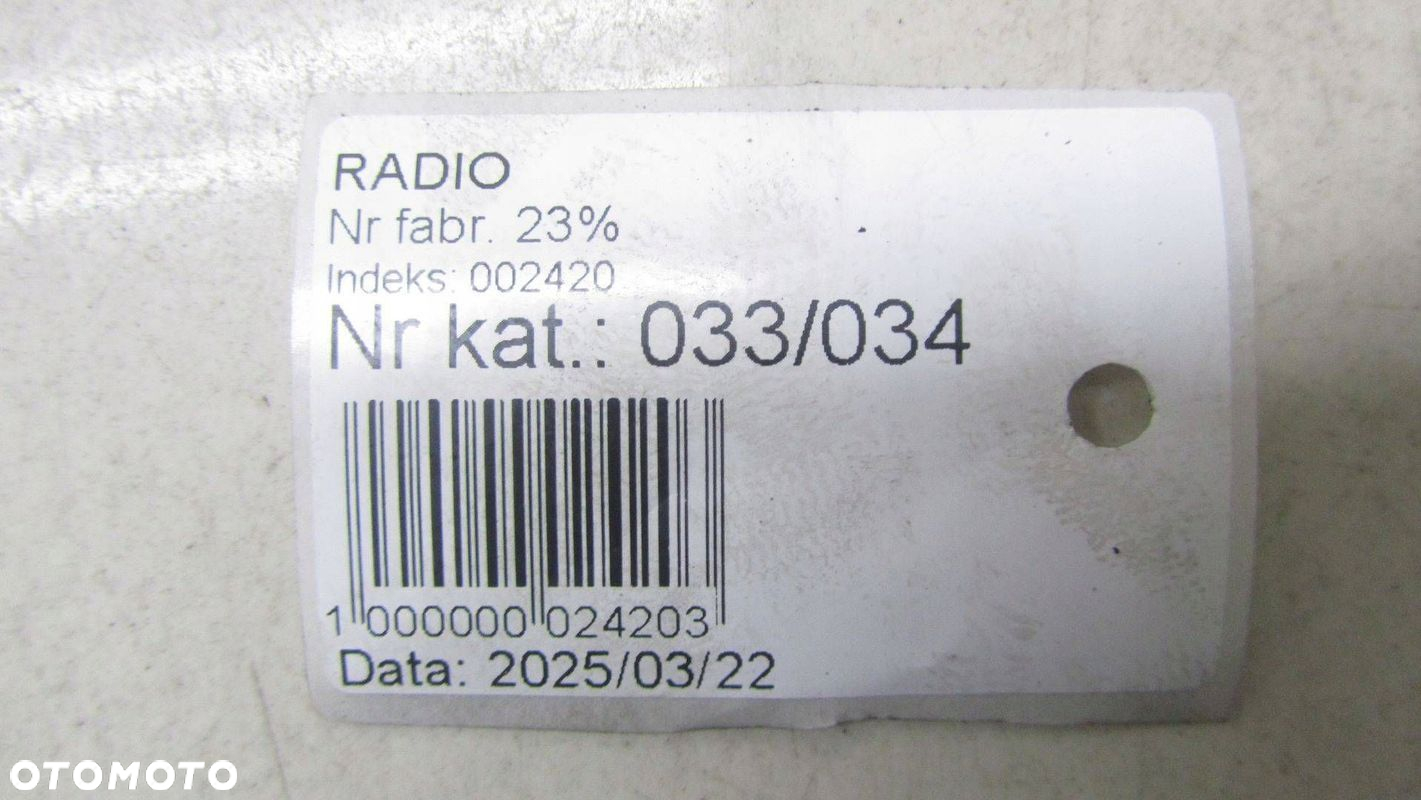 RADIO
Nr fabr. 23%
Indeks: 002420
Nr kat.: 033/034
1 000000 024203
Data: 2025/03/22
OTOMOTO